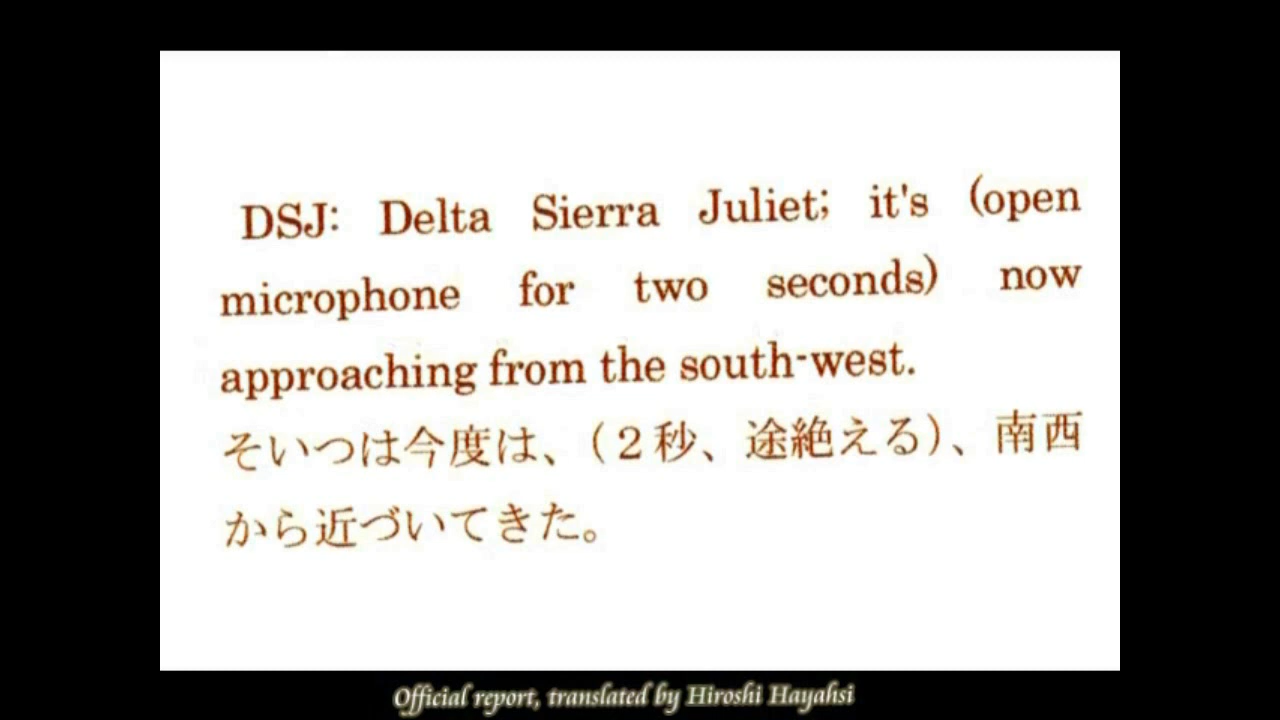 DSJ: Delta Sierra Juliet; it's (open
microphone for two seconds) now
approaching from the south-west.
そいつは今度は、（２秒、途絶える）、南西
から近づいてきた。
Official report, translated by Hiroshi Hayahsi